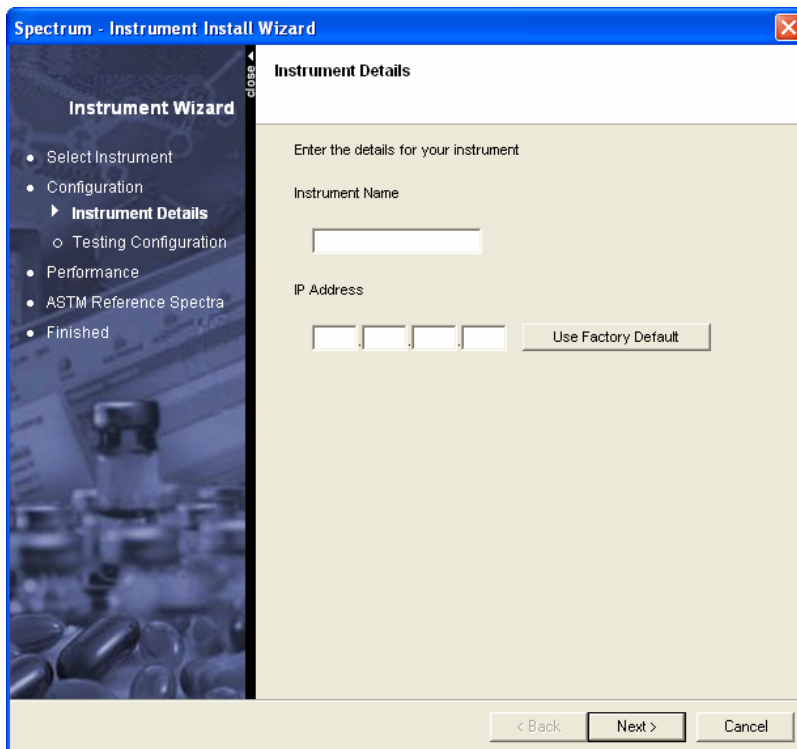 Spectrum - Instrument Install Wizard
close
Instrument Wizard
Select Instrument
Configuration
Instrument Details
Testing Configuration
Performance
ASTM Reference Spectra
Finished
Instrument Details
Enter the details for your instrument
Instrument Name
IP Address
. . . Use Factory Default
< Back Next > Cancel